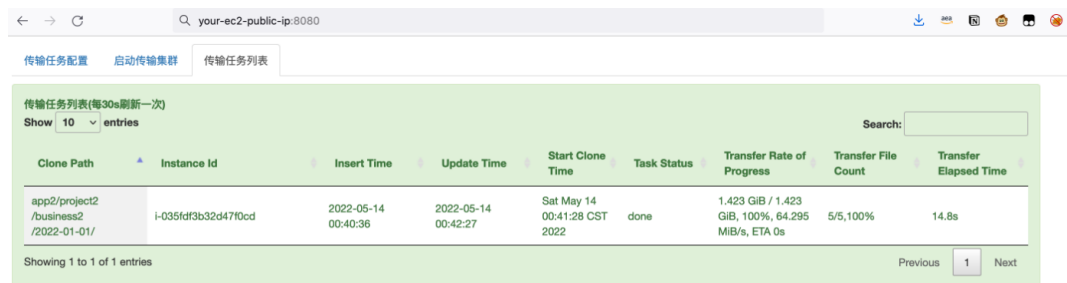 your-ec2-public-ip:8080
传输任务配置 启动传输集群 传输任务列表
传输任务列表(每30s刷新一次)
Show 10 entries
Search:
Clone Path Instance Id Insert Time Update Time Start Clone Time Task Status Transfer Rate of Progress Transfer File Count Transfer Elapsed Time
app2/project2/business2/2022-01-01/ i-035fdf3b32d47f0cd 2022-05-14 00:40:36 2022-05-14 00:42:27 Sat May 14 00:41:28 CST 2022 done 1.423 GiB / 1.423 GiB, 100%, 64.295 MiB/s, ETA 0s 5/5,100% 14.8s
Showing 1 to 1 of 1 entries
Previous 1 Next